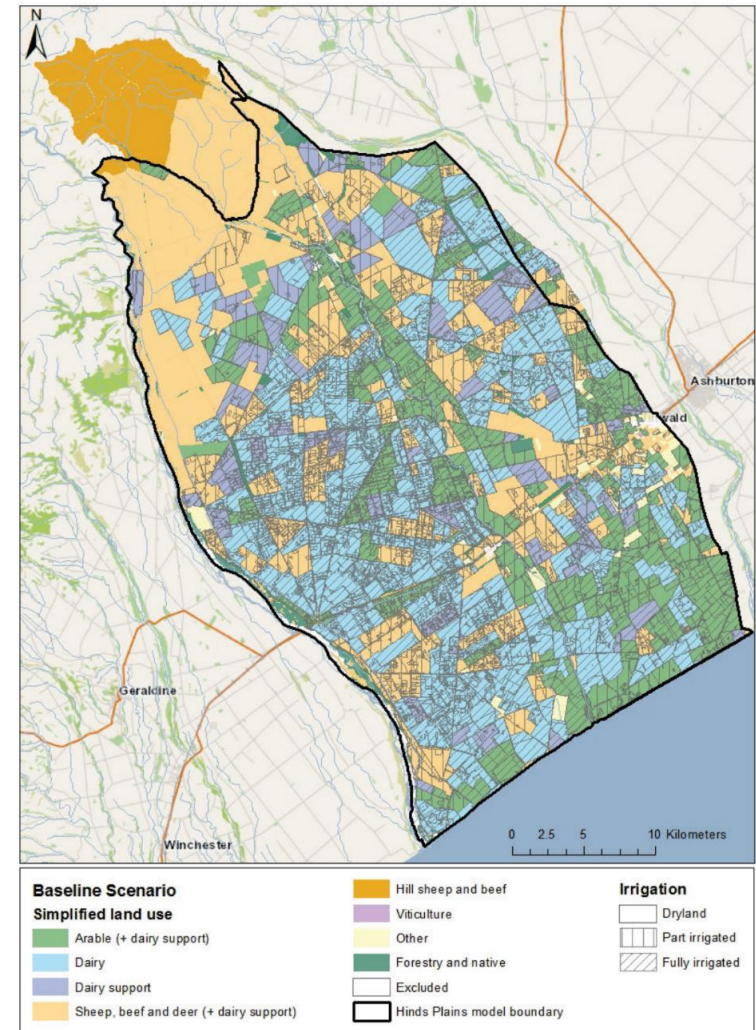 N
Ashburton
wald
Geraldine
Winchester
0 2.5 5 10 Kilometers
Baseline Scenario
Simplified land use
Arable (+ dairy support)
Dairy
Dairy support
Sheep, beef and deer (+ dairy support)
Hill sheep and beef
Viticulture
Other
Forestry and native
Excluded
Hinds Plains model boundary
Irrigation
Dryland
Part irrigated
Fully irrigated